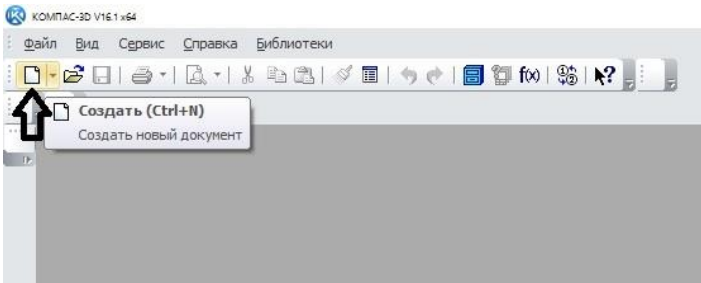 КОМПАС-3D V16.1 x64
Файл Вид Сервис Справка Библиотеки
f(x)
Создать (Ctrl+N)
Создать новый документ